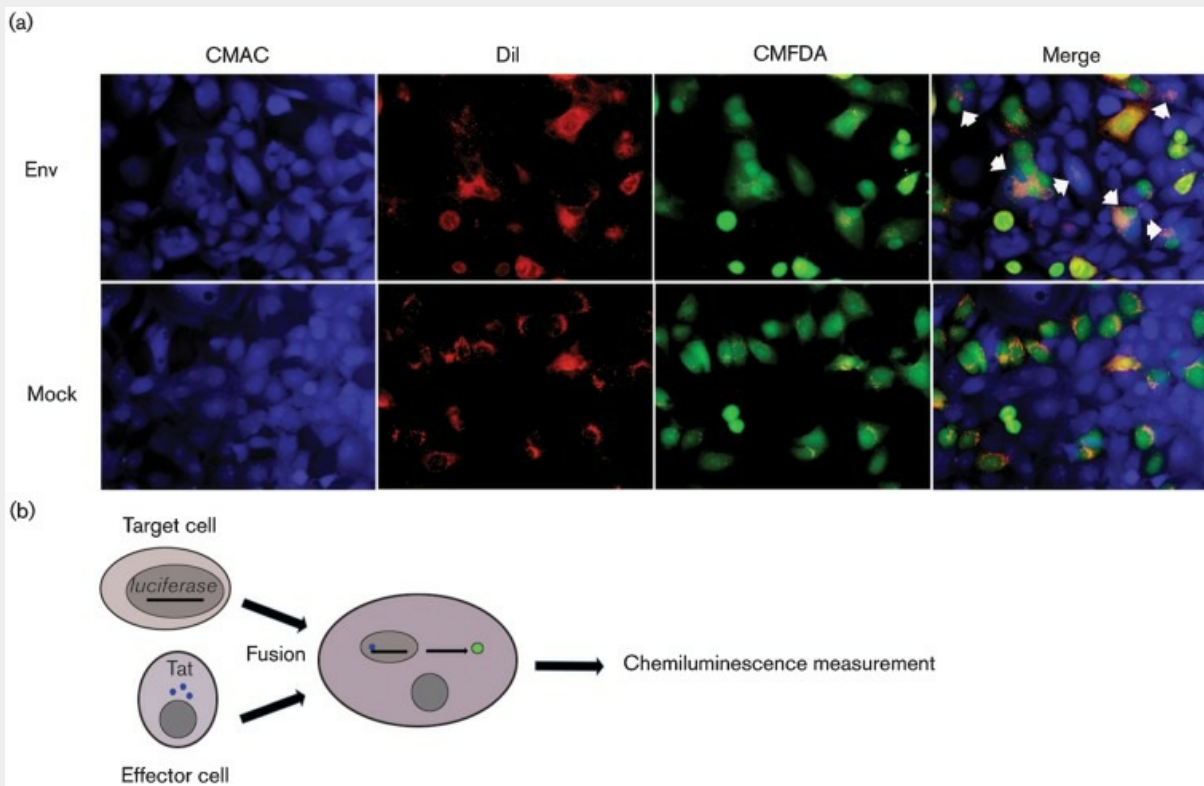 (a)
CMAC DiI CMFDA Merge
Env
Mock
(b)
Target cell
luciferase
Fusion
Tat
Chemiluminescence measurement
Effector cell